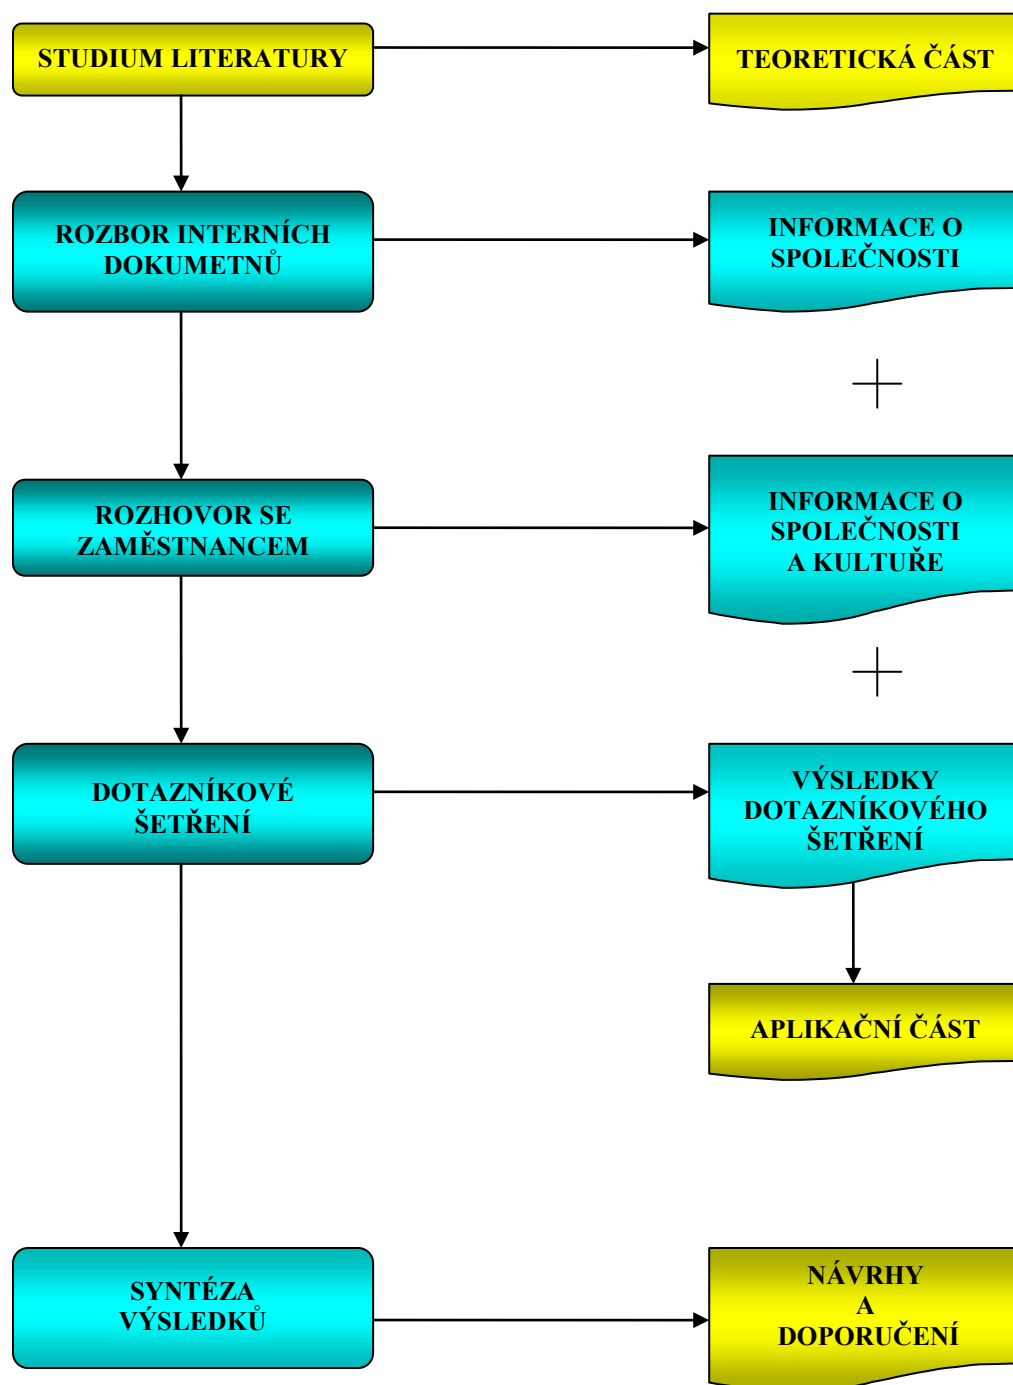 STUDIUM LITERATURY
TEORETICKÁ ČÁST
ROZBOR INTERNÍCH
DOKUMETNŮ
INFORMACE O
SPOLEČNOSTI
ROZHOVOR SE
ZAMĚSTNANCEM
INFORMACE O
SPOLEČNOSTI
A KULTUŘE
DOTAZNÍKOVÉ
ŠETŘENÍ
VÝSLEDKY
DOTAZNÍKOVÉHO
ŠETŘENÍ
APLIKAČNÍ ČÁST
SYNTÉZA
VÝSLEDKŮ
NÁVRHY
A
DOPORUČENÍ